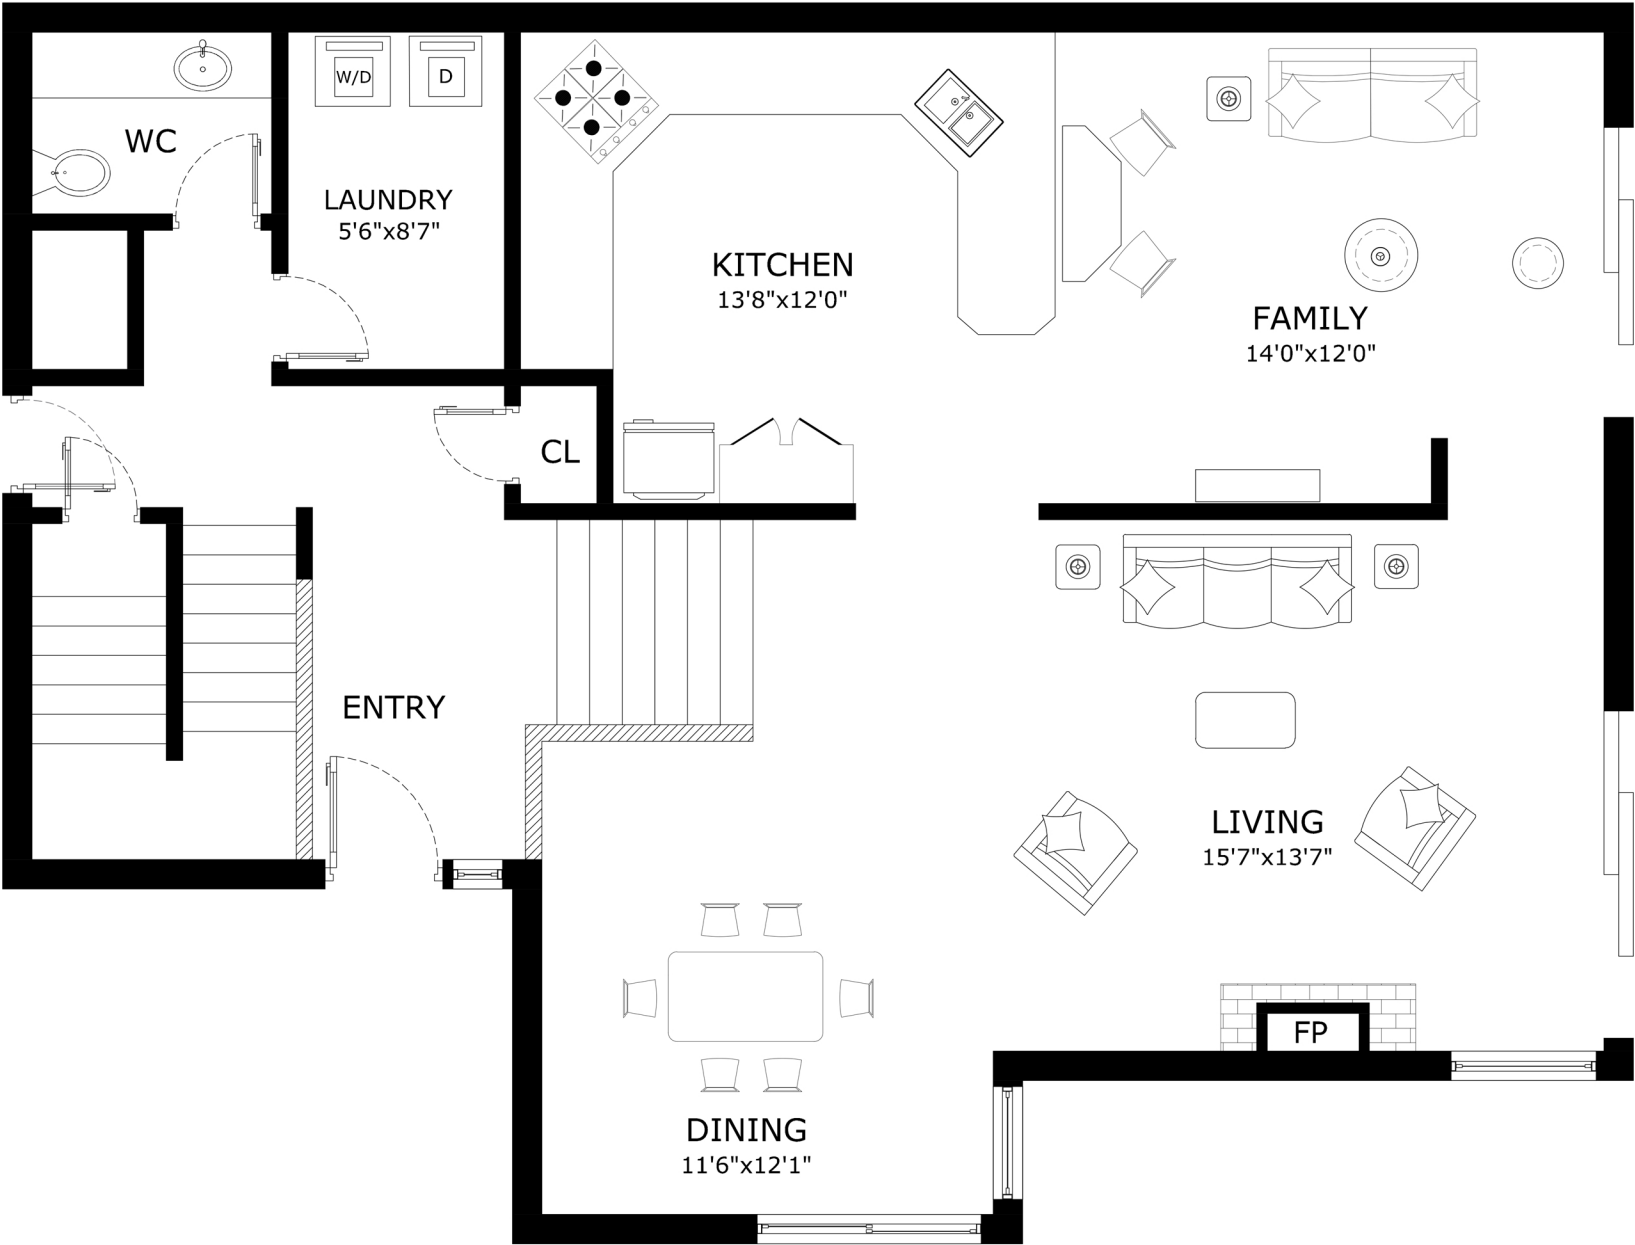 W/D
D
WC
LAUNDRY
5'6"x8'7"
KITCHEN
13'8"x12'0"
FAMILY
14'0"x12'0"
CL
ENTRY
LIVING
15'7"x13'7"
FP
DINING
11'6"x12'1"